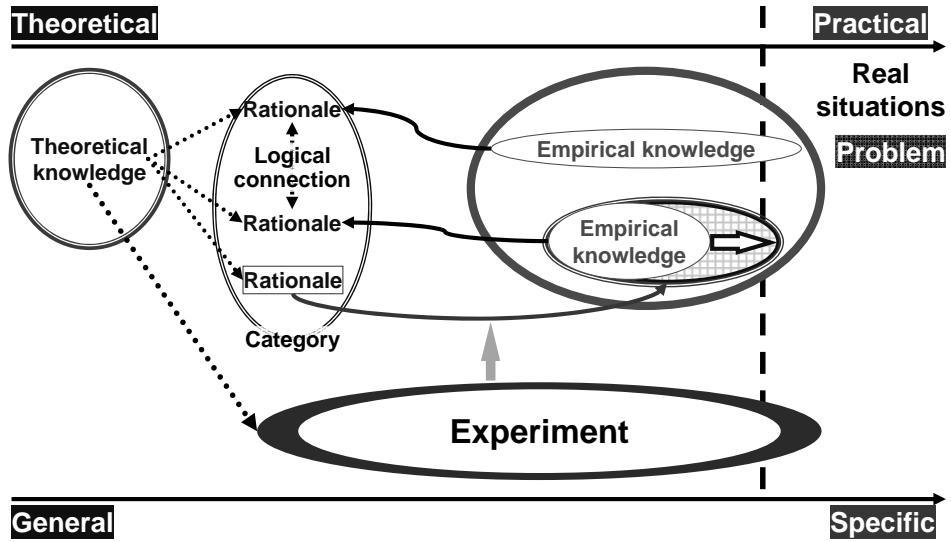 Theoretical
Practical
Real
situations
Problem
Theoretical
knowledge
Rationale
Logical
connection
Rationale
Rationale
Category
Empirical knowledge
Empirical
knowledge
Experiment
General
Specific